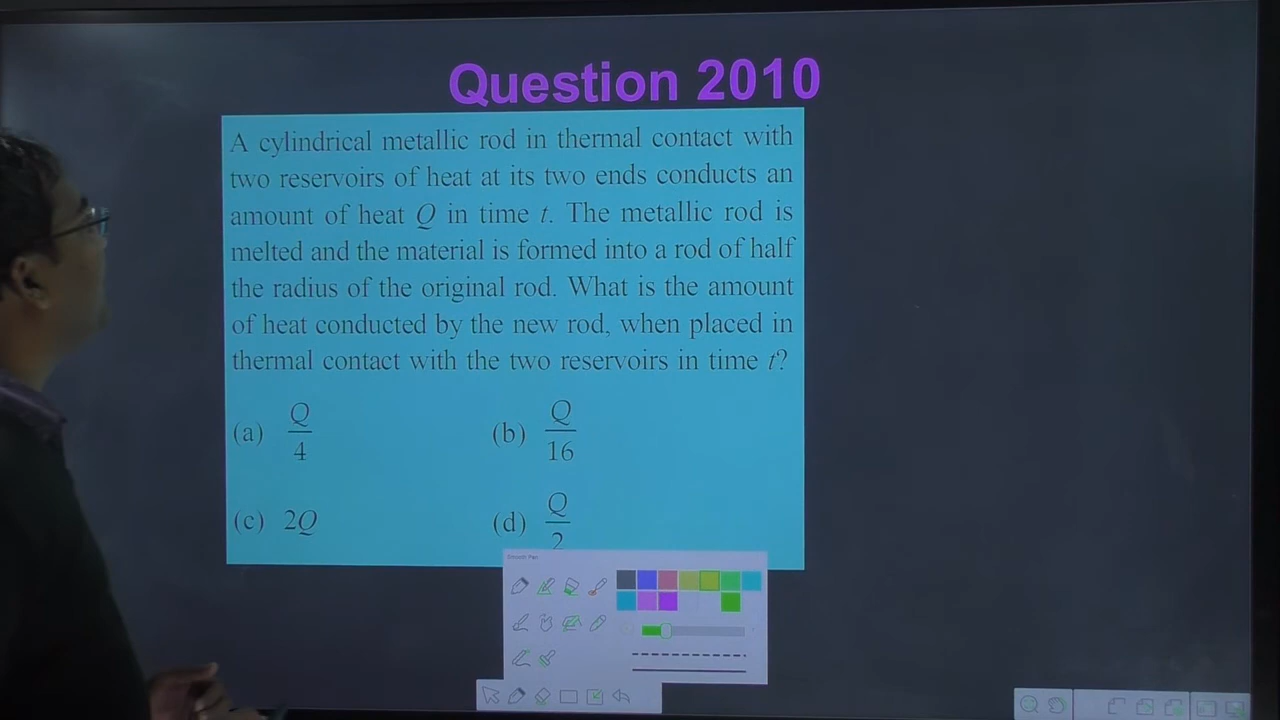 Question 2010
A cylindrical metallic rod in thermal contact with
two reservoirs of heat at its two ends conducts an
amount of heat Q in time t. The metallic rod is
melted and the material is formed into a rod of half
the radius of the original rod. What is the amount
of heat conducted by the new rod, when placed in
thermal contact with the two reservoirs in time t?
(a) Q/4 (b) Q/16
(c) 2Q (d) Q/2
Smooth Pen